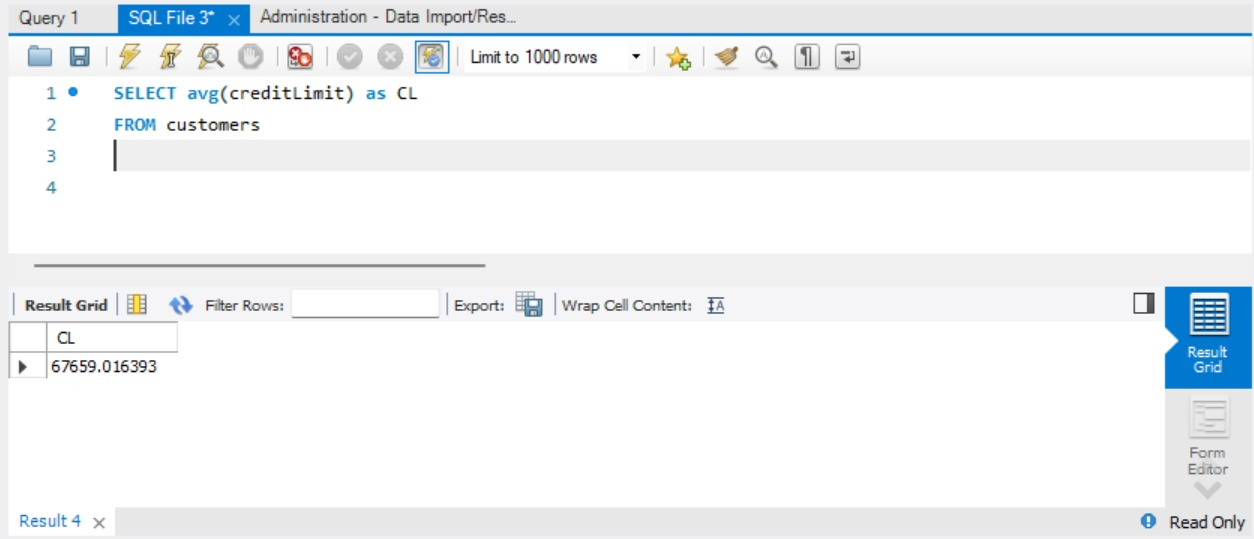 Query 1 SQL File 3* Administration - Data Import/Res...
Limit to 1000 rows
1 SELECT avg(creditLimit) as CL
2 FROM customers
3
4
Result Grid Filter Rows: Export: Wrap Cell Content: IA
CL
67659.016393
Result
Grid
Form
Editor
Result 4
Read Only